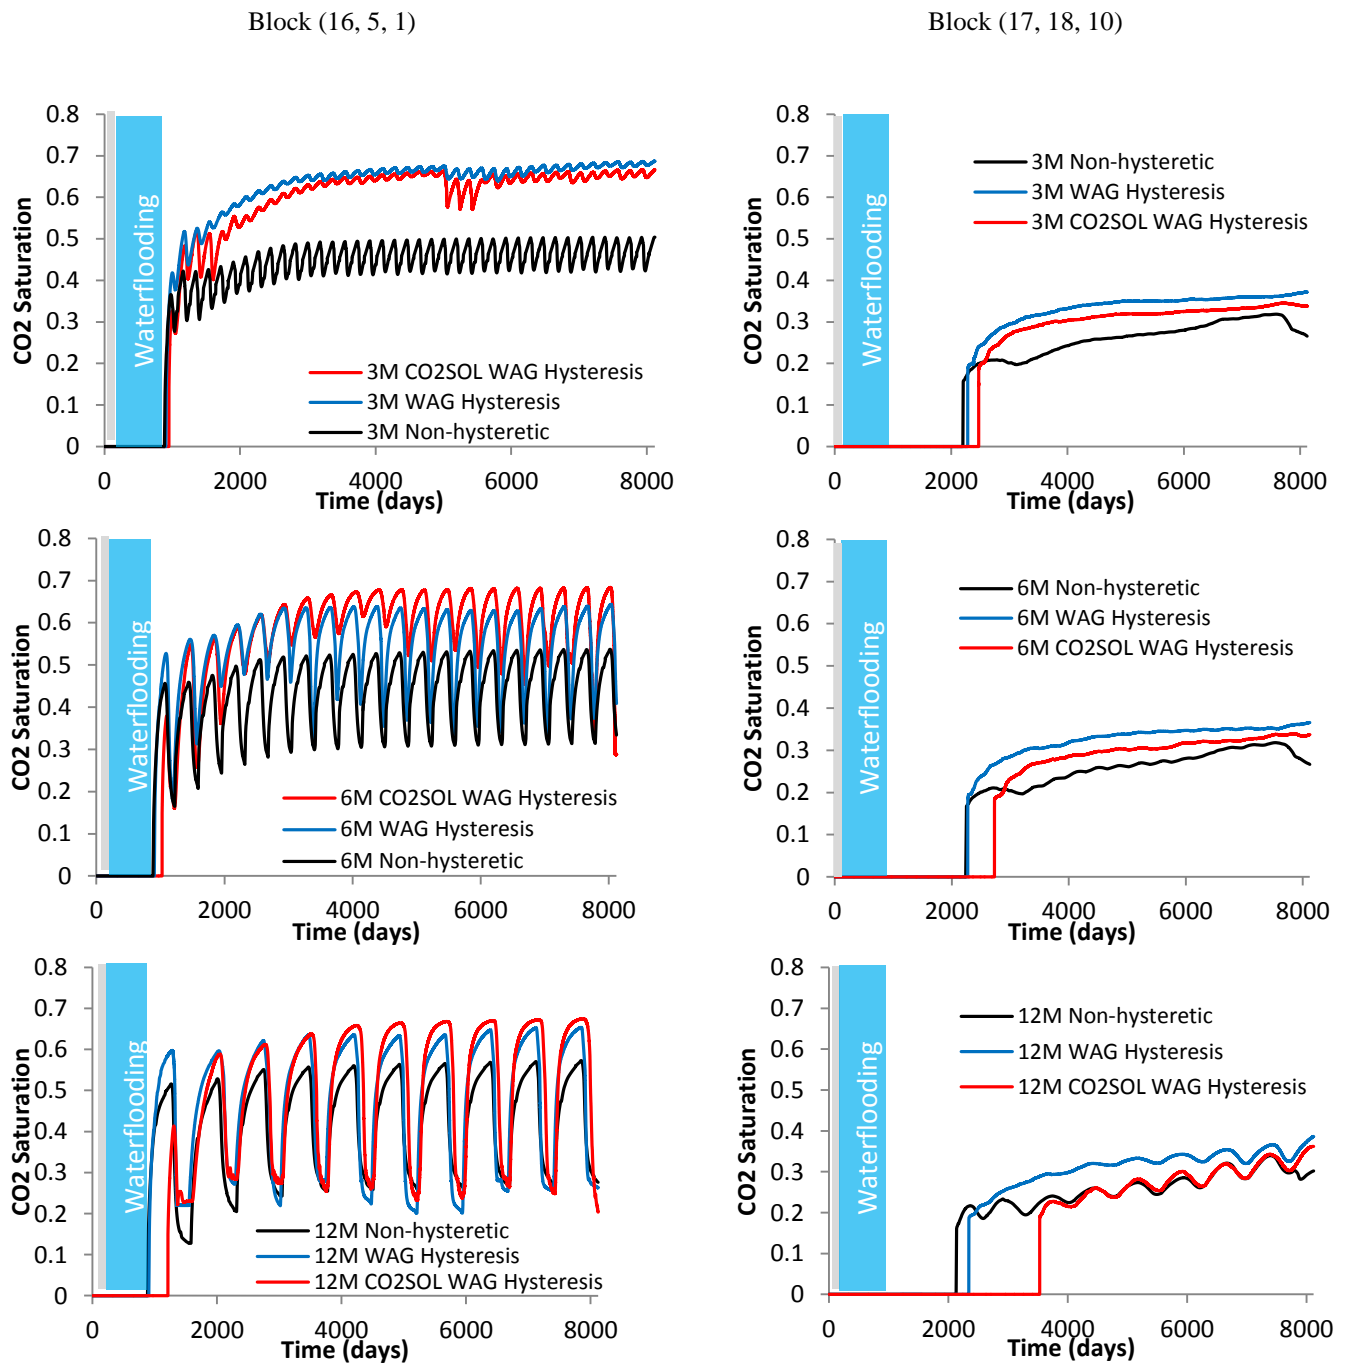 Block (16, 5, 1)
Block (17, 18, 10)
0.8
0.7
0.6
0.5
0.4
0.3
0.2
0.1
0
CO2 Saturation
Waterflooding
3M CO2SOL WAG Hysteresis
3M WAG Hysteresis
3M Non-hysteretic
0 2000 4000 6000 8000
Time (days)
0.8
0.7
0.6
0.5
0.4
0.3
0.2
0.1
0
CO2 Saturation
Waterflooding
3M Non-hysteretic
3M WAG Hysteresis
3M CO2SOL WAG Hysteresis
0 2000 4000 6000 8000
Time (days)
0.8
0.7
0.6
0.5
0.4
0.3
0.2
0.1
0
CO2 Saturation
Waterflooding
6M CO2SOL WAG Hysteresis
6M WAG Hysteresis
6M Non-hysteretic
0 2000 4000 6000 8000
Time (days)
0.8
0.7
0.6
0.5
0.4
0.3
0.2
0.1
0
CO2 Saturation
Waterflooding
6M Non-hysteretic
6M WAG Hysteresis
6M CO2SOL WAG Hysteresis
0 2000 4000 6000 8000
Time (days)
0.8
0.7
0.6
0.5
0.4
0.3
0.2
0.1
0
CO2 Saturation
Waterflooding
12M Non-hysteretic
12M WAG Hysteresis
12M CO2SOL WAG Hysteresis
0 2000 4000 6000 8000
Time (days)
0.8
0.7
0.6
0.5
0.4
0.3
0.2
0.1
0
CO2 Saturation
Waterflooding
12M Non-hysteretic
12M WAG Hysteresis
12M CO2SOL WAG Hysteresis
0 2000 4000 6000 8000
Time (days)